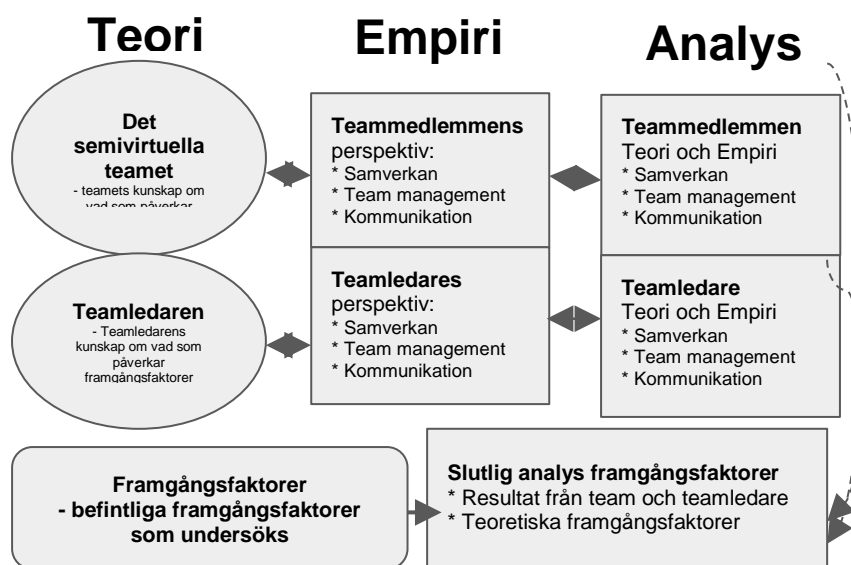 Teori
Empiri
Analys
Det
semivirtuella
teamet
- teamets kunskap om
vad som påverkar
Teammedlemmens
perspektiv:
* Samverkan
* Team management
* Kommunikation
Teammedlemmen
Teori och Empiri
* Samverkan
* Team management
* Kommunikation
Teamledaren
- Teamledarens
kunskap om vad som
påverkar
framgångsfaktorer
Teamledares
perspektiv:
* Samverkan
* Team management
* Kommunikation
Teamledare
Teori och Empiri
* Samverkan
* Team management
* Kommunikation
Framgångsfaktorer
- befintliga framgångsfaktorer
som undersöks
Slutlig analys framgångsfaktorer
* Resultat från team och teamledare
* Teoretiska framgångsfaktorer